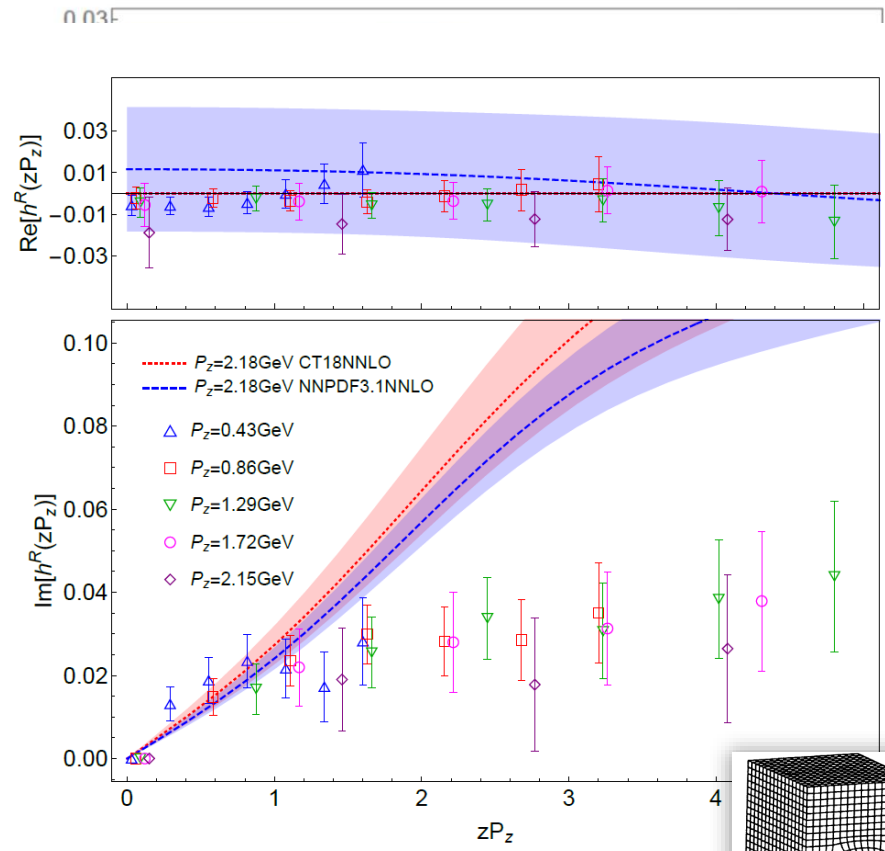 0.03
Re[h^R(zP_z)]
0.03
0.01
−0.01
−0.03
Im[h^R(zP_z)]
0.10
0.08
0.06
0.04
0.02
0.00
P_z=2.18GeV CT18NNLO
P_z=2.18GeV NNPDF3.1NNLO
P_z=0.43GeV
P_z=0.86GeV
P_z=1.29GeV
P_z=1.72GeV
P_z=2.15GeV
0 1 2 3 4
zP_z